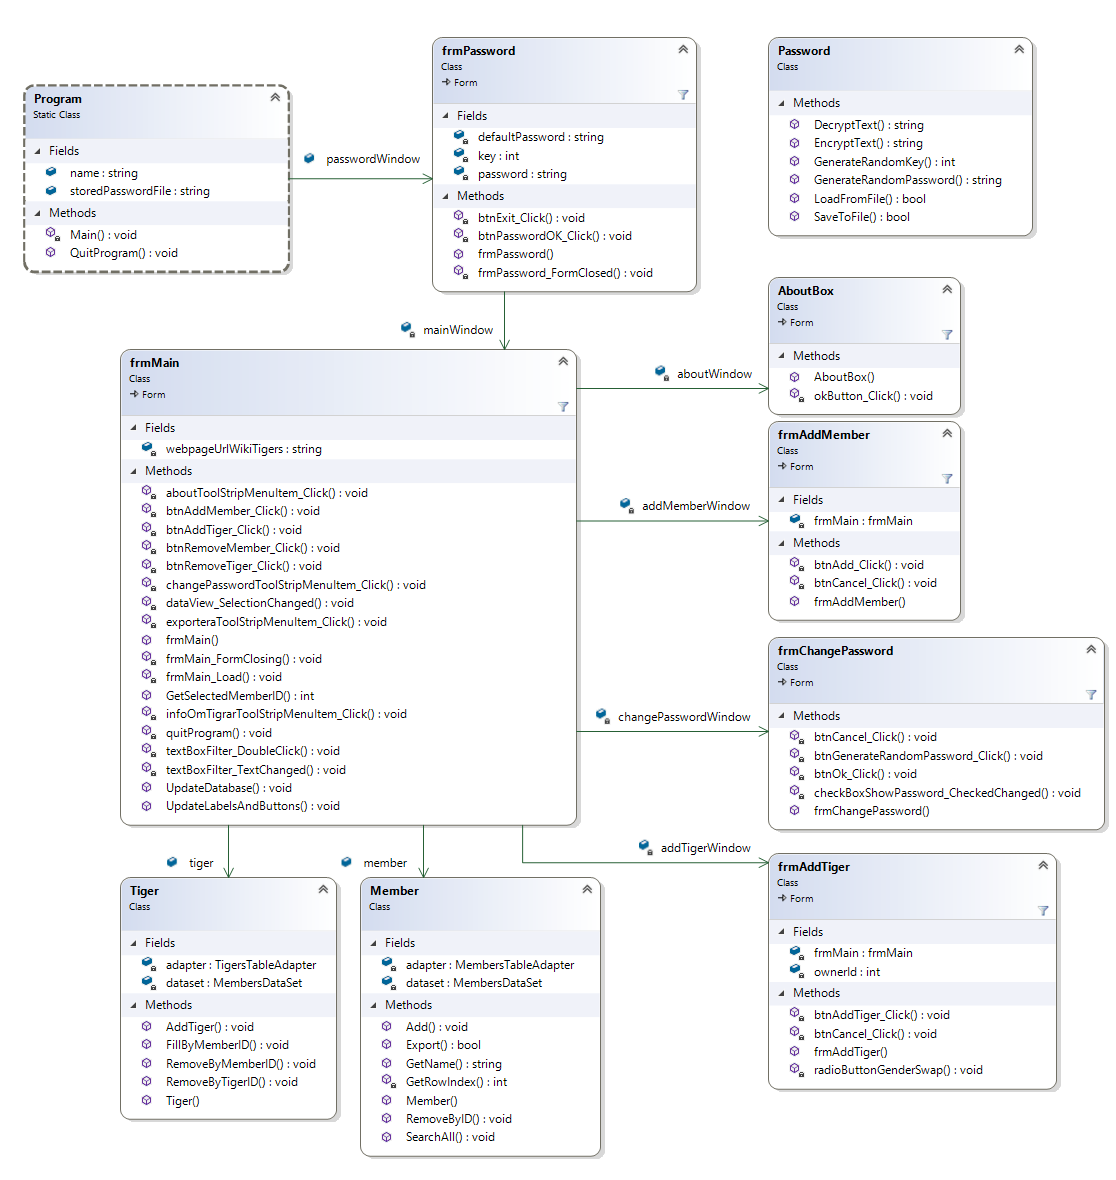 Program
Static Class
Fields
name : string
storedPasswordFile : string
Methods
Main() : void
QuitProgram() : void
passwordWindow
frmPassword
Class
Form
Fields
defaultPassword : string
key : int
password : string
Methods
btnExit_Click() : void
btnPasswordOK_Click() : void
frmPassword()
frmPassword_FormClosed() : void
Password
Class
Methods
DecryptText() : string
EncryptText() : string
GenerateRandomKey() : int
GenerateRandomPassword() : string
LoadFromFile() : bool
SaveToFile() : bool
mainWindow
frmMain
Class
Form
Fields
webpageUrlWikiTigers : string
Methods
aboutToolStripMenuItem_Click() : void
btnAddMember_Click() : void
btnAddTiger_Click() : void
btnRemoveMember_Click() : void
btnRemoveTiger_Click() : void
changePasswordToolStripMenuItem_Click() : void
dataView_SelectionChanged() : void
exporteraToolStripMenuItem_Click() : void
frmMain()
frmMain_FormClosing() : void
frmMain_Load() : void
GetSelectedMemberID() : int
infoOmTigrarToolStripMenuItem_Click() : void
quitProgram() : void
textBoxFilter_DoubleClick() : void
textBoxFilter_TextChanged() : void
UpdateDatabase() : void
UpdateLabelsAndButtons() : void
aboutWindow
AboutBox
Class
Form
Methods
AboutBox()
okButton_Click() : void
addMemberWindow
frmAddMember
Class
Form
Fields
frmMain : frmMain
Methods
btnAdd_Click() : void
btnCancel_Click() : void
frmAddMember()
changePasswordWindow
frmChangePassword
Class
Form
Methods
btnCancel_Click() : void
btnGenerateRandomPassword_Click() : void
btnOk_Click() : void
checkBoxShowPassword_CheckedChanged() : void
frmChangePassword()
tiger
Tiger
Class
Fields
adapter : TigersTableAdapter
dataset : MembersDataSet
Methods
AddTiger() : void
FillByMemberID() : void
RemoveByMemberID() : void
RemoveByTigerID() : void
Tiger()
member
Member
Class
Fields
adapter : MembersTableAdapter
dataset : MembersDataSet
Methods
Add() : void
Export() : bool
GetName() : string
GetRowIndex() : int
Member()
RemoveByID() : void
SearchAll() : void
addTigerWindow
frmAddTiger
Class
Form
Fields
frmMain : frmMain
ownerId : int
Methods
btnAddTiger_Click() : void
btnCancel_Click() : void
frmAddTiger()
radioButtonGenderSwap() : void